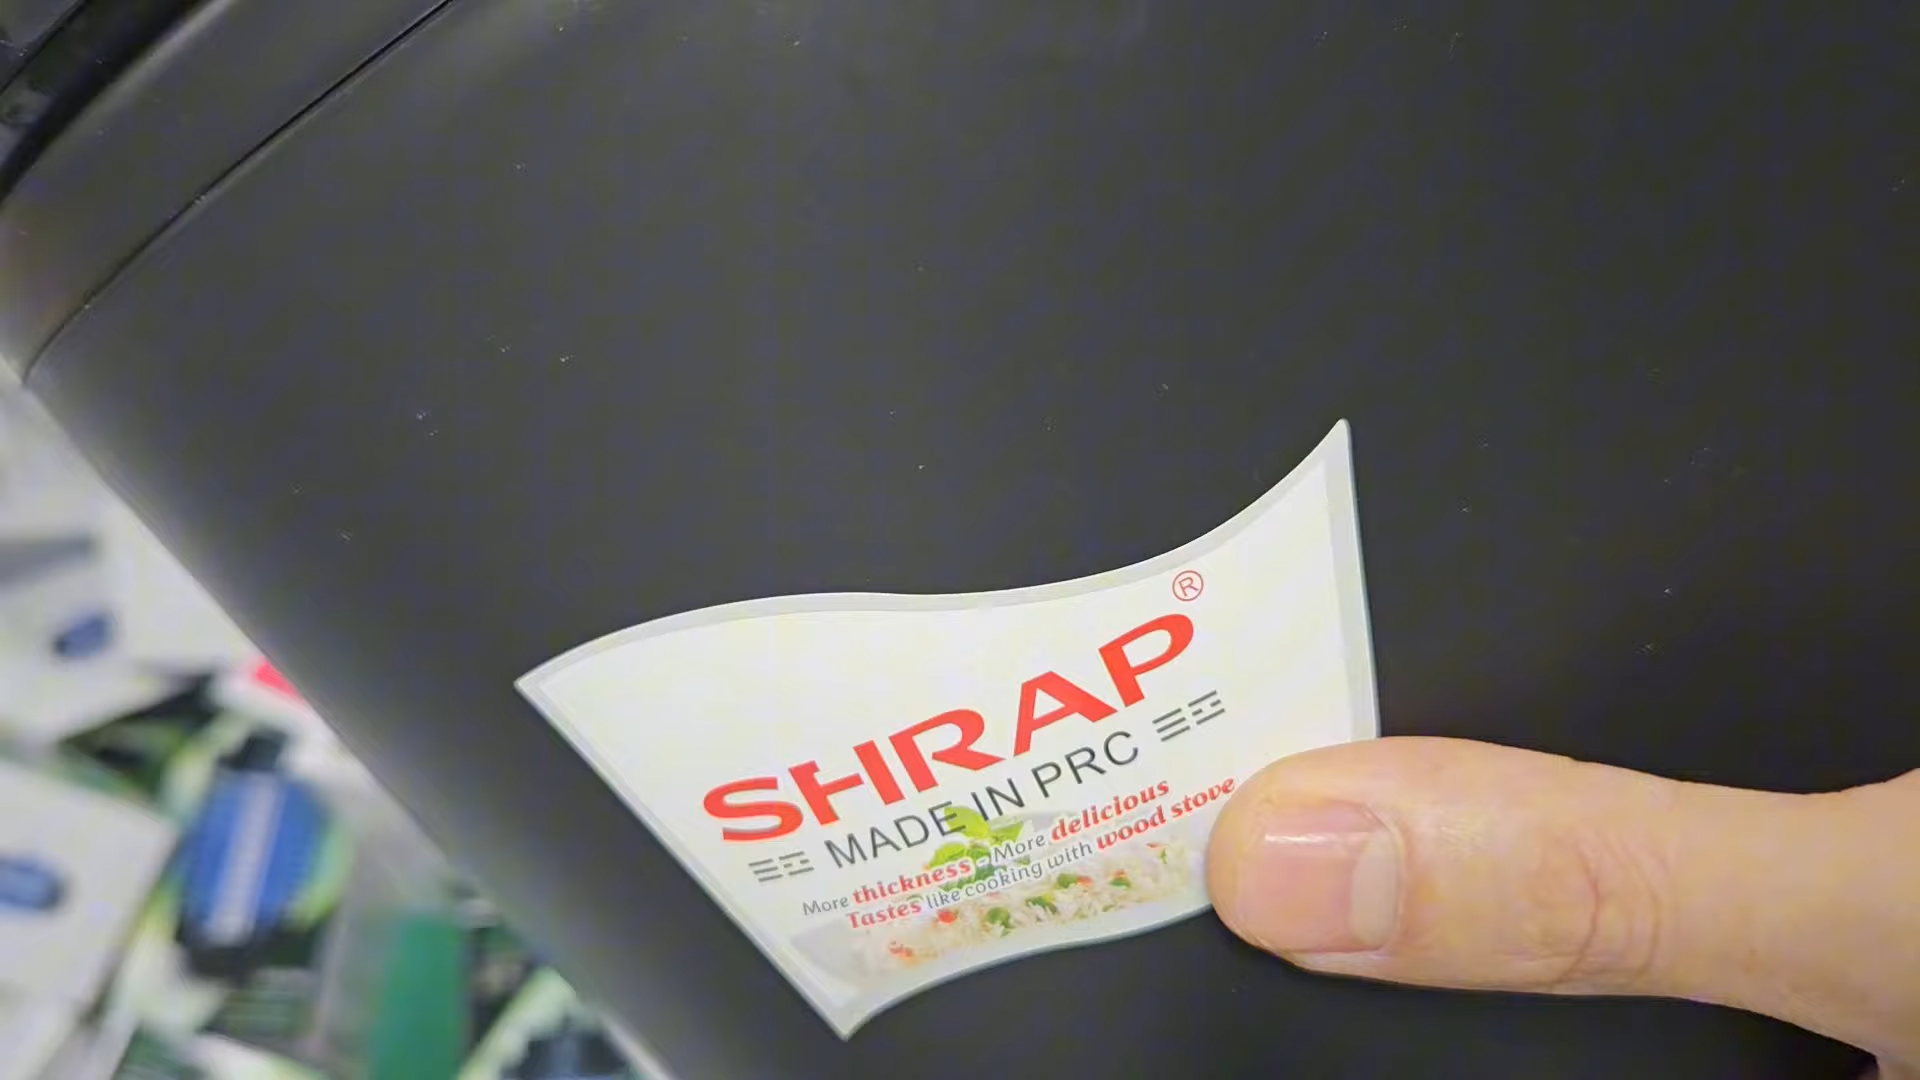 SHRAP®
MADE IN PRC
More thickness - More delicious
Tastes like cooking with wood stove